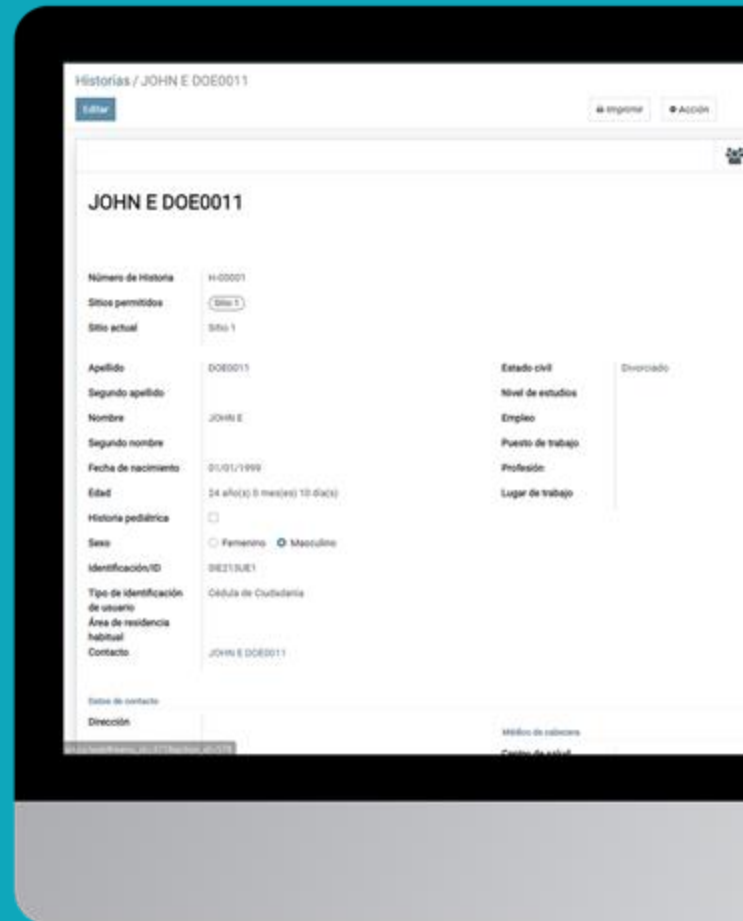 Historias / JOHN E DOE0011
Editar
Imprimir
Acción
JOHN E DOE0011
Número de Historia H-00001
Sitios permitidos Sitio 1
Sitio actual Sitio 1
Apellido DOE0011
Segundo apellido
Nombre JOHN E
Segundo nombre
Fecha de nacimiento 01/01/1999
Edad 24 año(s) 0 mes(es) 10 día(s)
Historia pediátrica
Sexo Femenino Masculino
Identificación/ID
Tipo de identificación Cédula de Ciudadanía
de usuario
Área de residencia
habitual
Contacto JOHN E DOE0011
Estado civil Divorciado
Nivel de estudios
Empleo
Puesto de trabajo
Profesión
Lugar de trabajo
Datos de contacto
Dirección
Médico de cabecera
Centro de salud